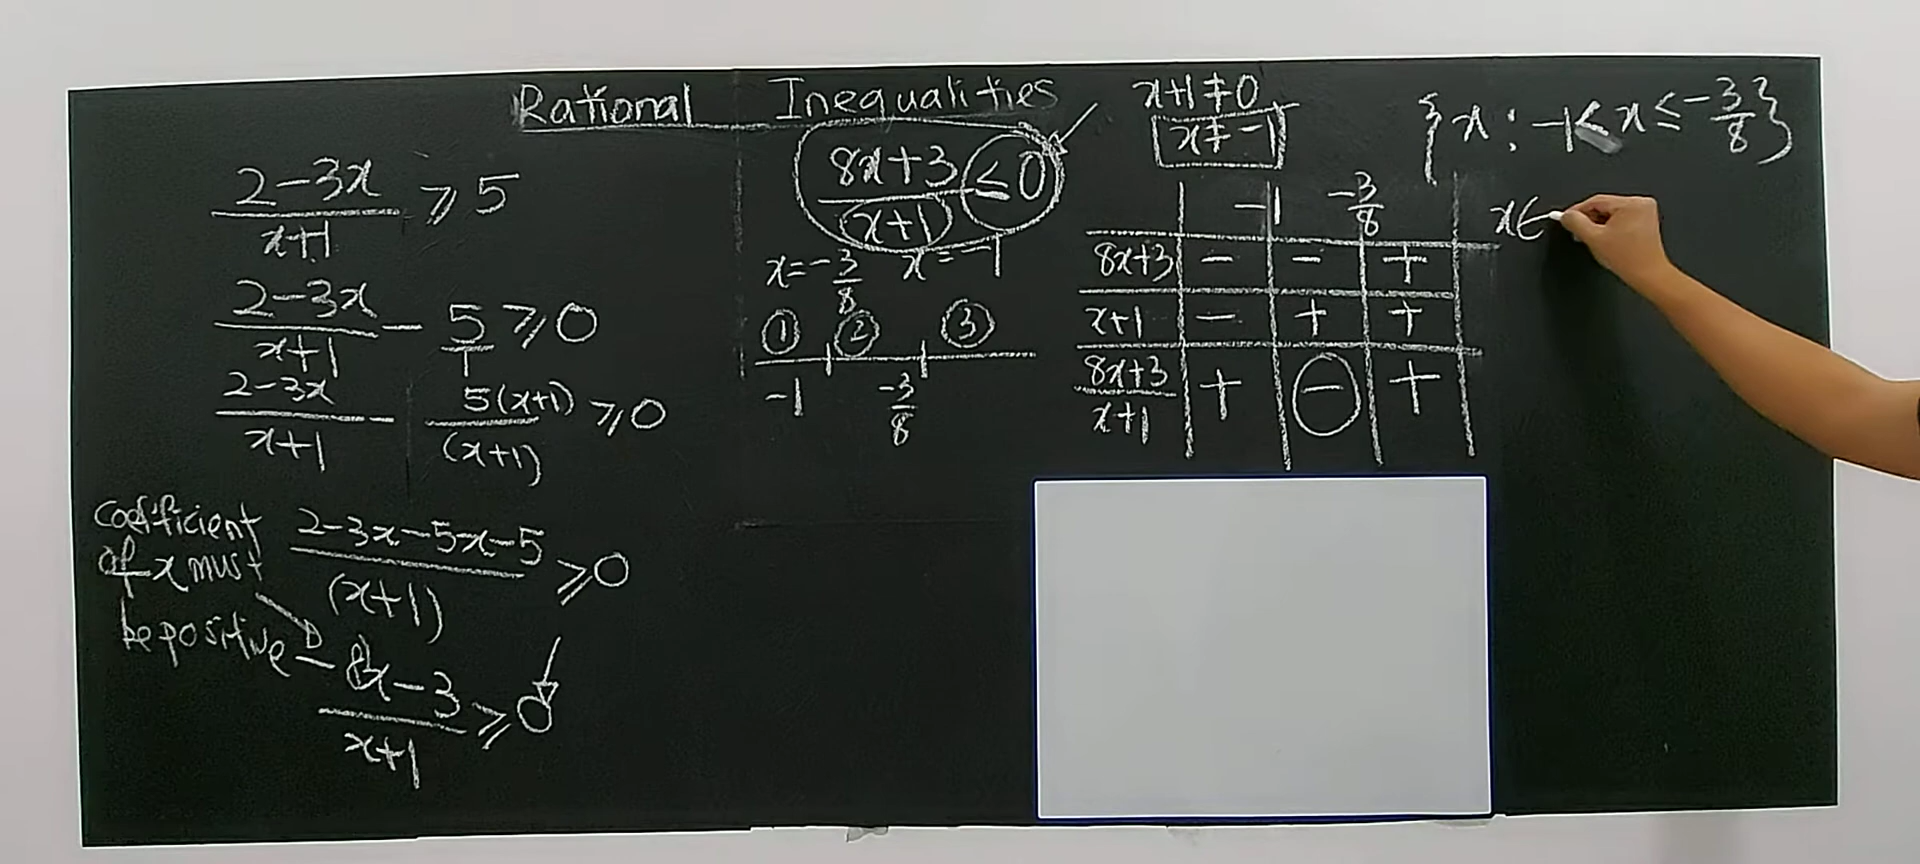 Rational Inequalities
2-3x/x+1 ≥ 5
2-3x/x+1 - 5/1 ≥ 0
2-3x/x+1 - 5(x+1)/(x+1) ≥ 0
coefficient of x must be positive
2-3x-5x-5/(x+1) ≥ 0
-8x-3/x+1 ≥ 0
8x+3/x+1 ≤ 0
x=-3/8 x=-1
① ② ③
-1 -3/8
x+1≠0
x≠-1
-1 -3/8
8x+3 - - +
x+1 - + +
8x+3/x+1 + - +
{x: -1< x ≤ -3/8}
x∈